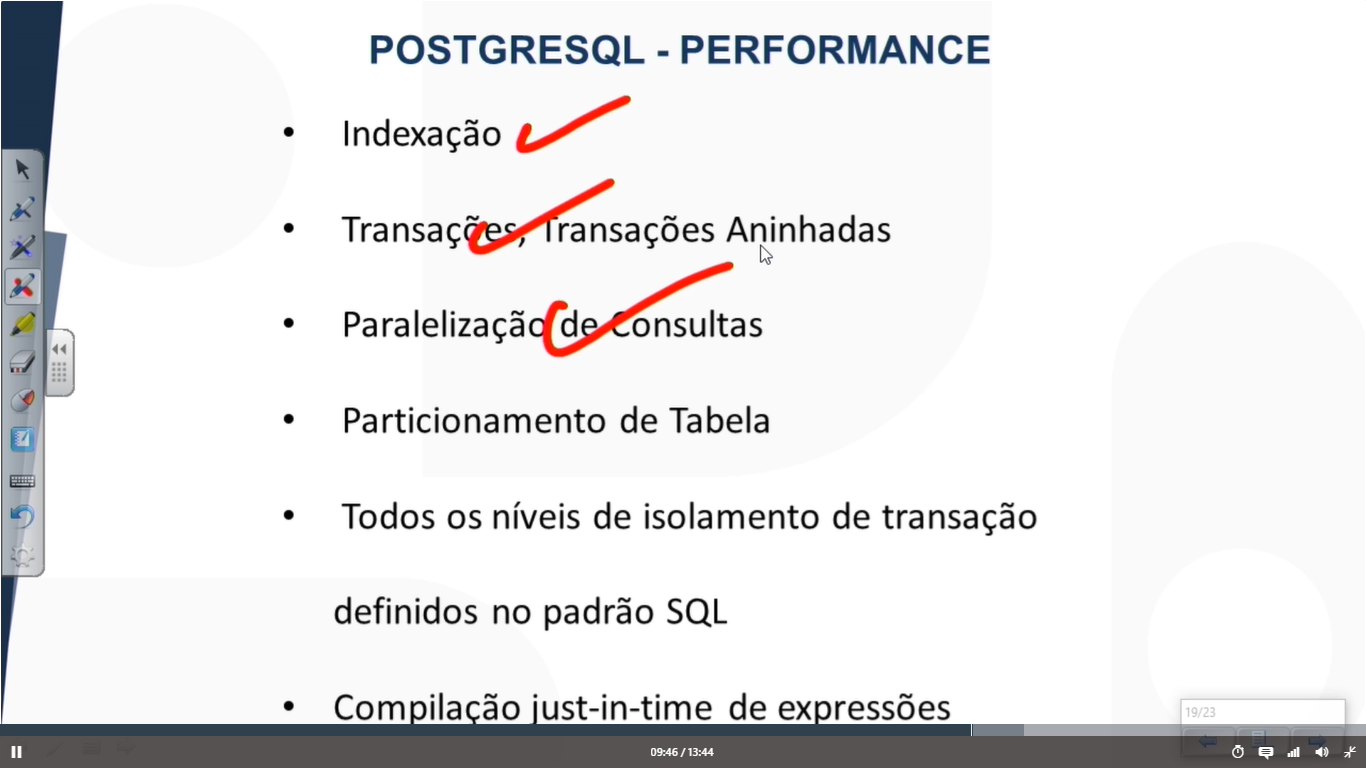 POSTGRESQL - PERFORMANCE
• Indexação
• Transações, Transações Aninhadas
• Paralelização de Consultas
• Particionamento de Tabela
• Todos os níveis de isolamento de transação
definidos no padrão SQL
• Compilação just-in-time de expressões
19/23
09:46 / 13:44